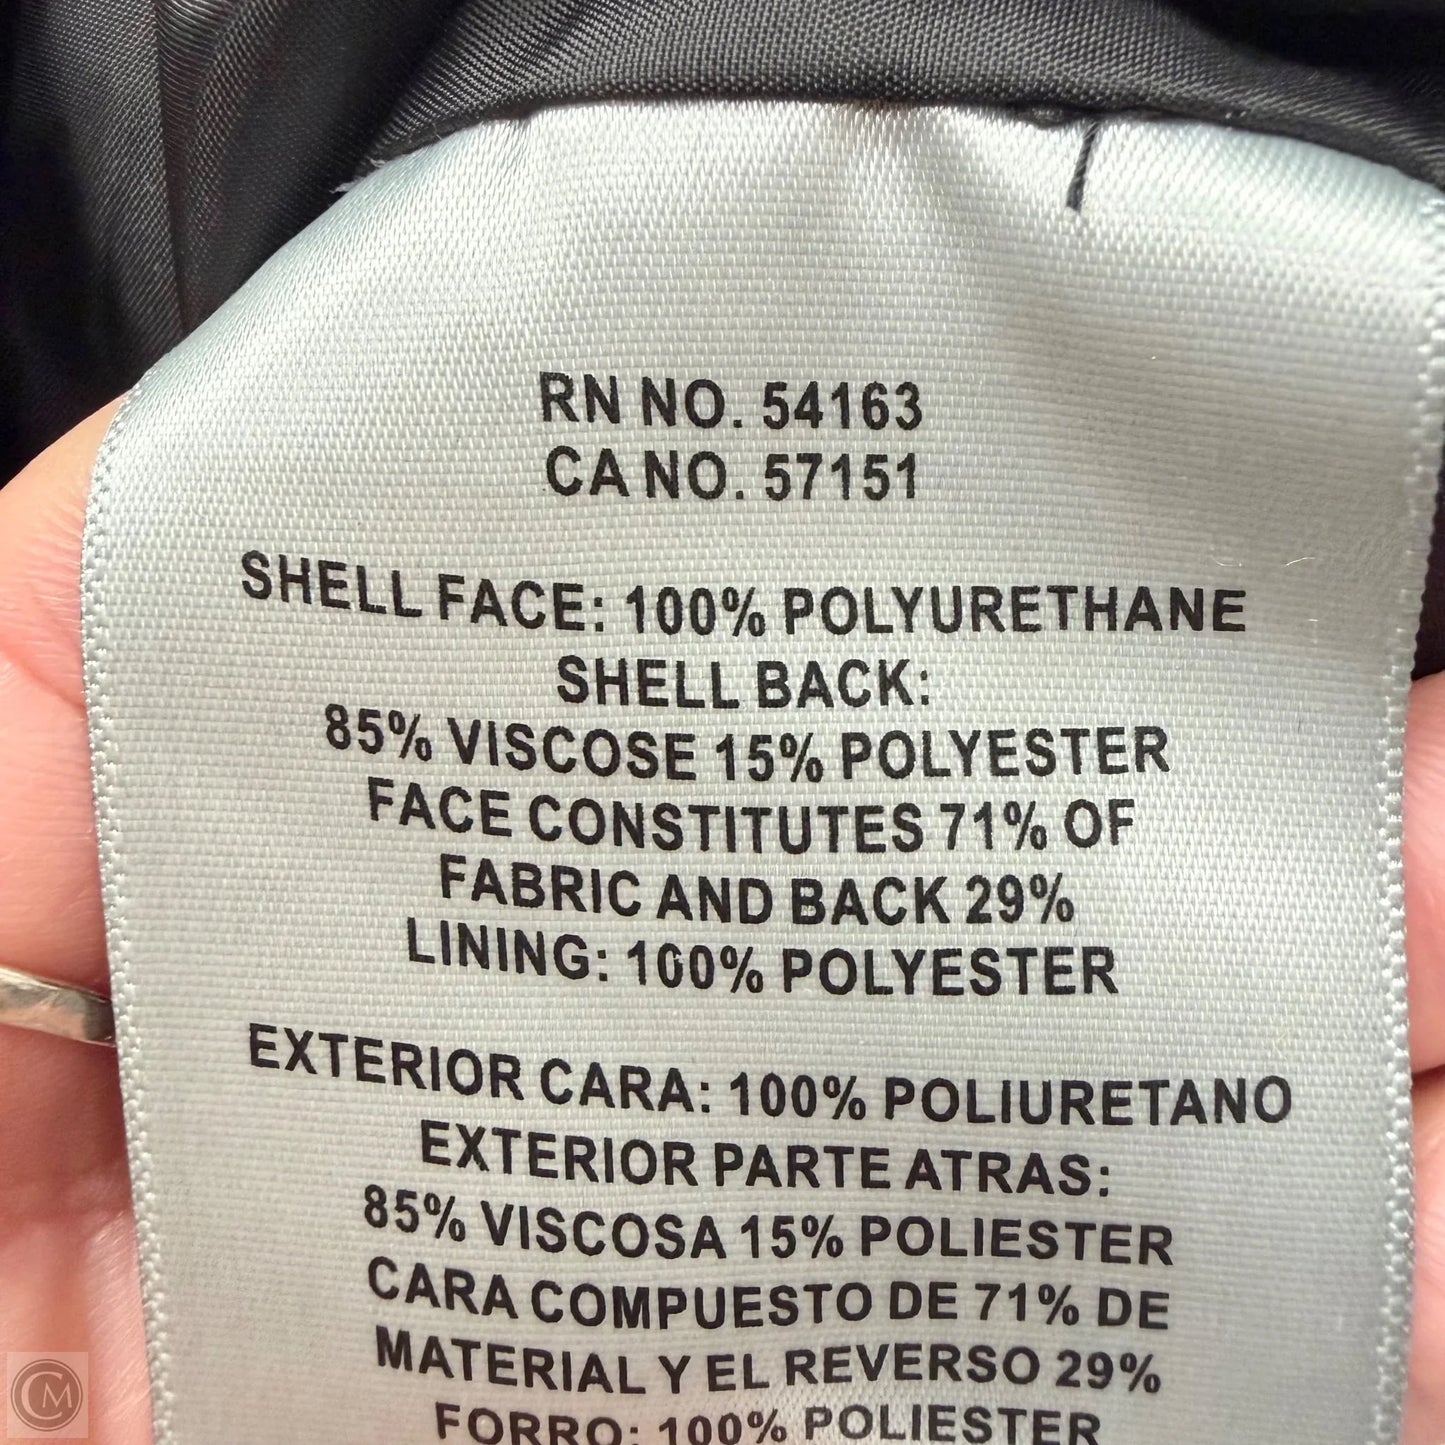 RN NO. 54163
CA NO. 57151
SHELL FACE: 100% POLYURETHANE
SHELL BACK:
85% VISCOSE 15% POLYESTER
FACE CONSTITUTES 71% OF
FABRIC AND BACK 29%
LINING: 100% POLYESTER
EXTERIOR CARA: 100% POLIURETANO
EXTERIOR PARTE ATRAS:
85% VISCOSA 15% POLIESTER
CARA COMPUESTO DE 71% DE
MATERIAL Y EL REVERSO 29%
FORRO: 100% POLIESTER
CM